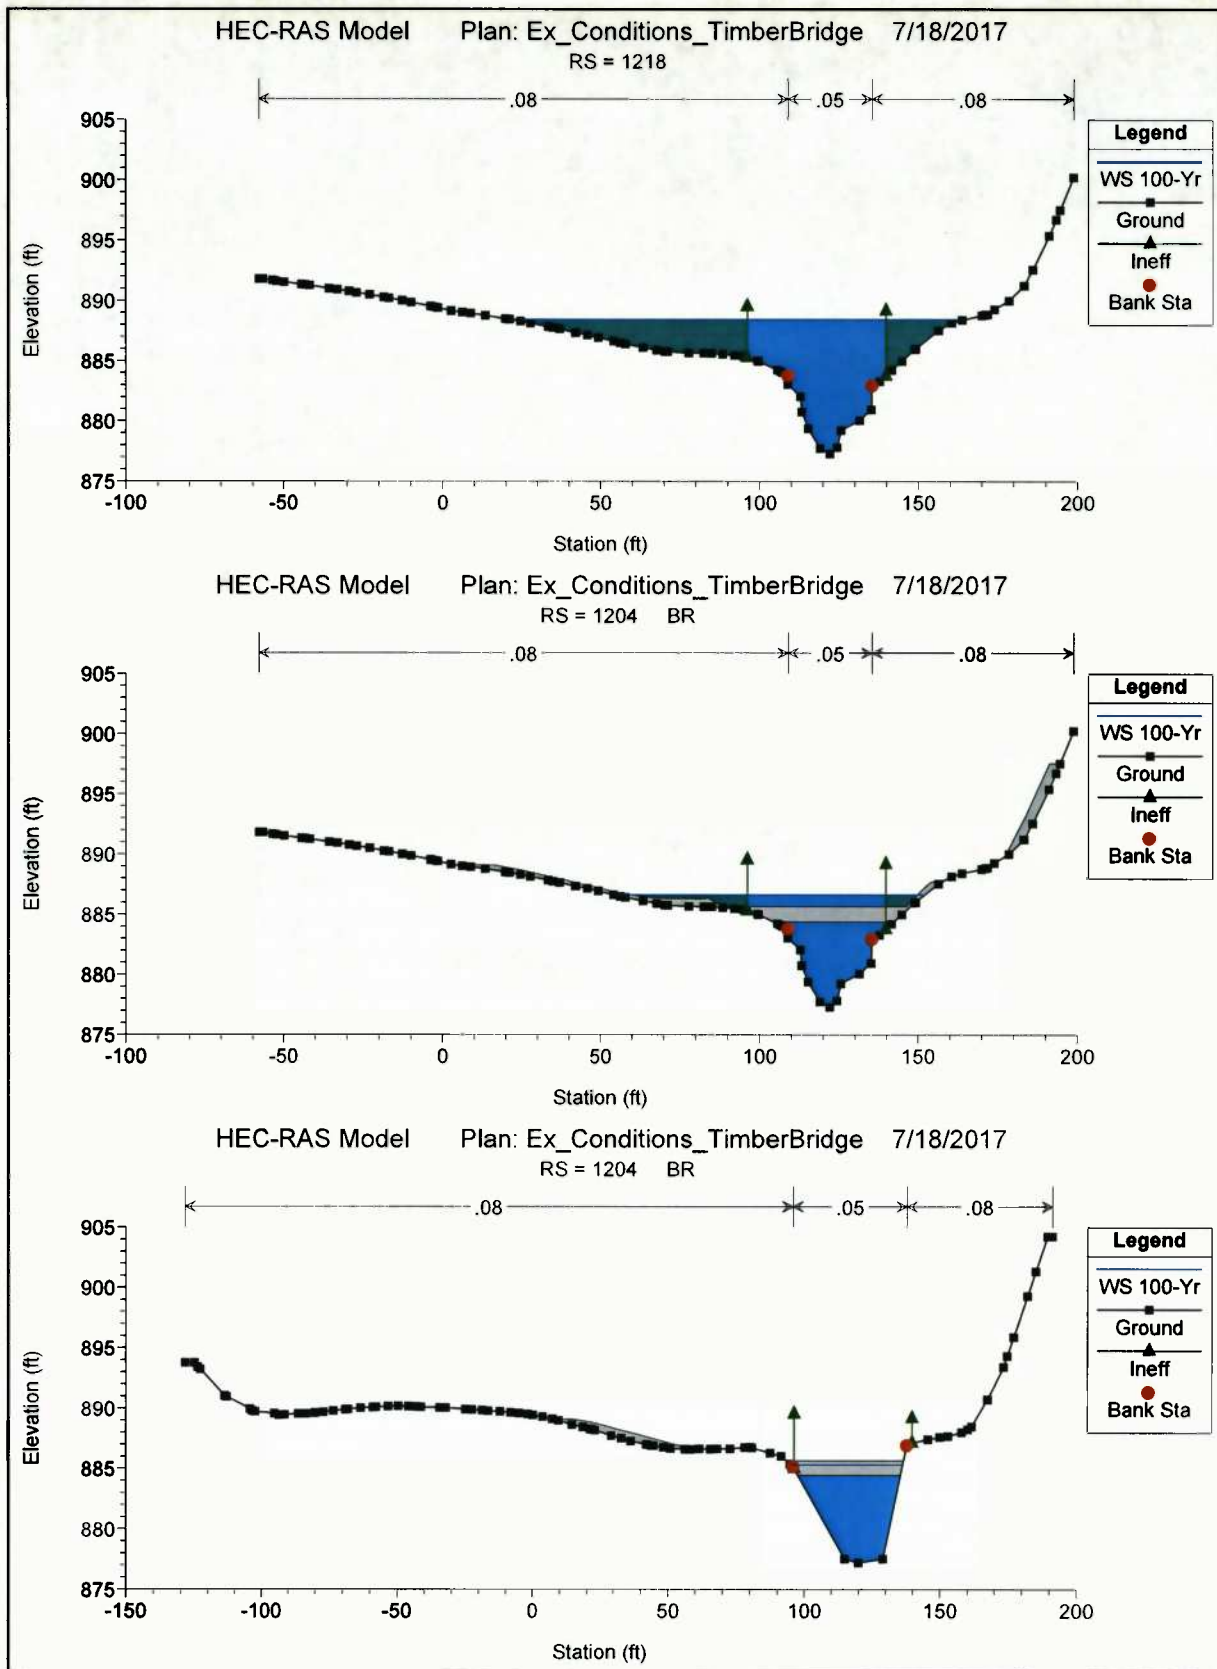 HEC-RAS Model Plan: Ex_Conditions_TimberBridge 7/18/2017
RS = 1218
.08 .05 .08
905
900
895
890
885
880
875
Elevation (ft)
-100 -50 0 50 100 150 200
Station (ft)
Legend
WS 100-Yr
Ground
Ineff
Bank Sta
HEC-RAS Model Plan: Ex_Conditions_TimberBridge 7/18/2017
RS = 1204 BR
.08 .05 .08
905
900
895
890
885
880
875
Elevation (ft)
-100 -50 0 50 100 150 200
Station (ft)
Legend
WS 100-Yr
Ground
Ineff
Bank Sta
HEC-RAS Model Plan: Ex_Conditions_TimberBridge 7/18/2017
RS = 1204 BR
.08 .05 .08
905
900
895
890
885
880
875
Elevation (ft)
-150 -100 -50 0 50 100 150 200
Station (ft)
Legend
WS 100-Yr
Ground
Ineff
Bank Sta